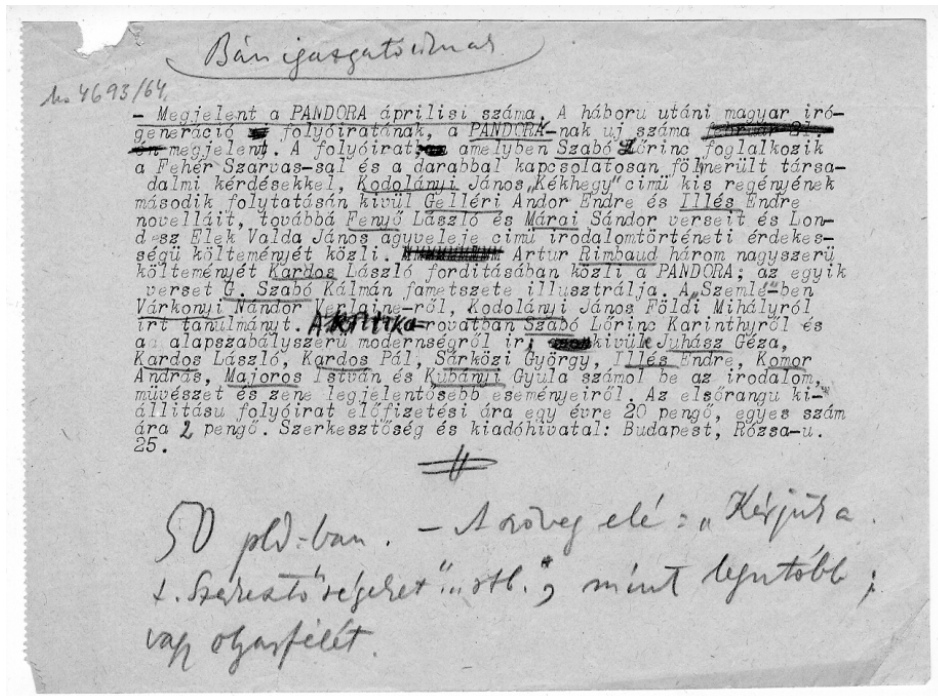 Bán igazgató úrnak
No 4693/64.
- Megjelent a PANDORA áprilisi száma. A háboru utáni magyar iró-
generáció folyóiratának, a PANDORA-nak uj száma
megjelent. A folyóirat, amelyben Szabó Lőrinc foglalkozik
a Fehér Szarvas-sal és a darabbal kapcsolatosan fölmerült társa-
dalmi kérdésekkel, Kodolányi János „Kékhegy" cimü kis regényének
második folytatásán kivül Gelléri Andor Endre és Illés Endre
novelláit, továbbá Fenyő László és Márai Sándor verseit és Lon-
desz Elek Valda János ágyveleje cimü irodalomtörténeti érdekes-
ségü költeményét közli. Artur Rimbaud három nagyszerü
költeményét Kardos László forditásában közli a PANDORA; az egyik
verset G. Szabó Kálmán fametszete illusztrálja. A „Szemlé"-ben
Várkonyi Nándor Verlaine-ről, Kodolányi János Földi Mihályról
irt tanulmányt. A kritika-rovatban Szabó Lőrinc Karinthyról és
az alapszabályszerü modernségről ir; kivülük Juhász Géza,
Kardos László, Kardos Pál, Sárközi György, Illés Endre, Komor
András, Majoros István és Kubányi Gyula számol be az irodalom,
müvészet és zene legjelentősebb eseményeiről. Az elsőrangu ki-
állitásu folyóirat előfizetési ára egy évre 20 pengő, egyes szám
ára 2 pengő. Szerkesztőség és kiadóhivatal: Budapest, Rózsa-u.
25.
50 pld-ban. - A szöveg elé: „Kérjük a
t. Szerkesztőségeket"... stb., mint legutóbb;
vagy olyasfélét.